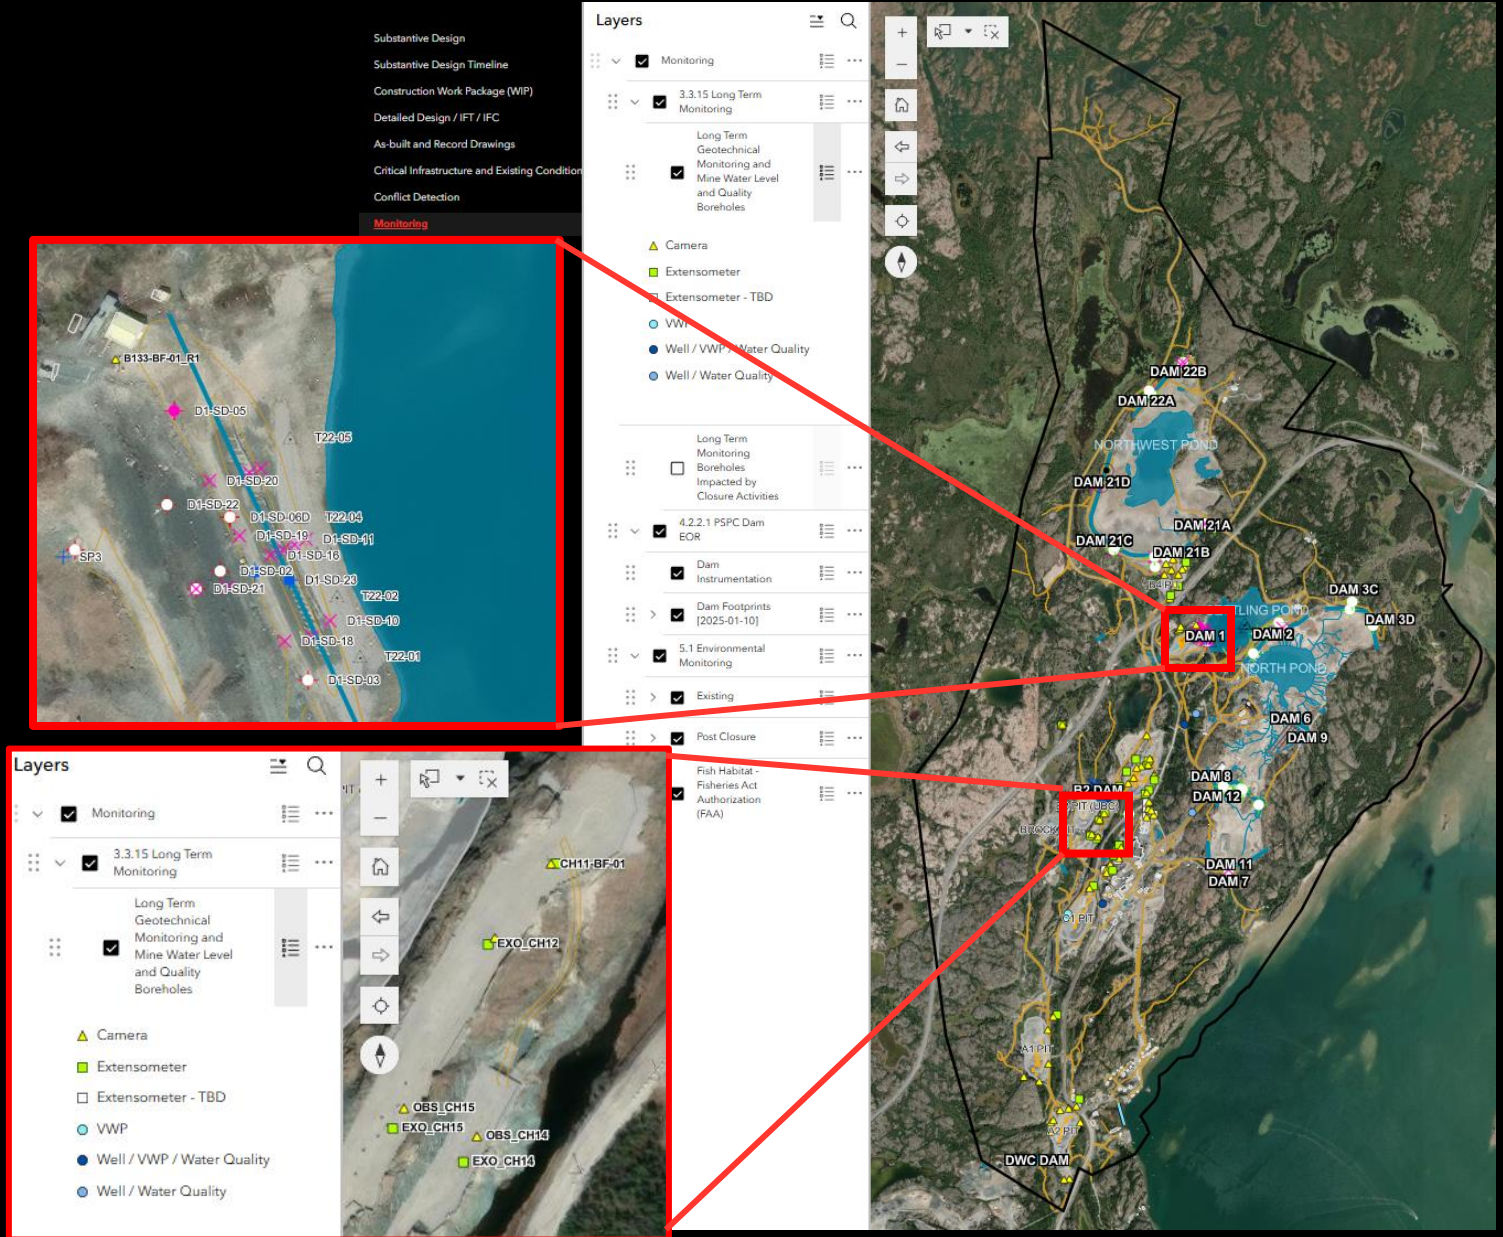 Substantive Design
Substantive Design Timeline
Construction Work Package (WIP)
Detailed Design / IFT / IFC
As-built and Record Drawings
Critical Infrastructure and Existing Condition
Conflict Detection
Monitoring
Layers
Monitoring
3.3.15 Long Term
Monitoring
Long Term
Geotechnical
Monitoring and
Mine Water Level
and Quality
Boreholes
Camera
Extensometer
Extensometer - TBD
VWP
Well / VWP / Water Quality
Well / Water Quality
Long Term
Monitoring
Boreholes
Impacted by
Closure Activities
4.2.2.1 PSPC Dam
EOR
Dam
Instrumentation
Dam Footprints
[2025-01-10]
5.1 Environmental
Monitoring
Existing
Post Closure
Fish Habitat -
Fisheries Act
Authorization
(FAA)
B133-BF-01_R1
D1-SD-05
T22-05
D1-SD-20
D1-SD-22
D1-SD-06D
T22-04
D1-SD-19
D1-SD-11
D1-SD-16
SP3
D1-SD-02
D1-SD-23
D1-SD-21
T22-02
D1-SD-10
D1-SD-18
T22-01
D1-SD-03
Layers
Monitoring
3.3.15 Long Term
Monitoring
Long Term
Geotechnical
Monitoring and
Mine Water Level
and Quality
Boreholes
Camera
Extensometer
Extensometer - TBD
VWP
Well / VWP / Water Quality
Well / Water Quality
CH11-BF-01
EXO_CH12
OBS_CH15
EXO_CH15
OBS_CH14
EXO_CH14
DAM 22B
DAM 22A
NORTHWEST POND
DAM 21D
DAM 21A
DAM 21C
DAM 21B
DAM 3C
TLING POND
DAM 3D
DAM 1
DAM 2
NORTH POND
DAM 6
DAM 9
DAM 8
B2 DAM
DAM 12
PIT (UBC)
DAM 11
DAM 7
C1 PIT
A1 PIT
A2 PIT
DWC DAM